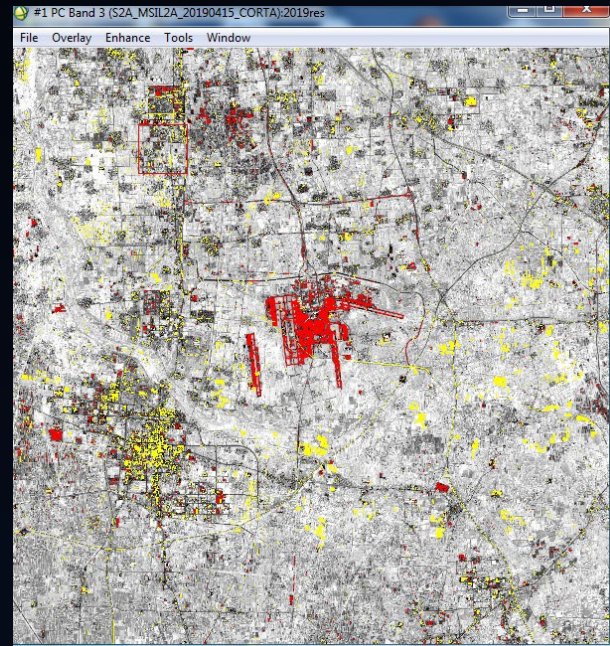 #1 PC Band 3 (S2A_MSIL2A_20190415_CORTA):2019res
File Overlay Enhance Tools Window